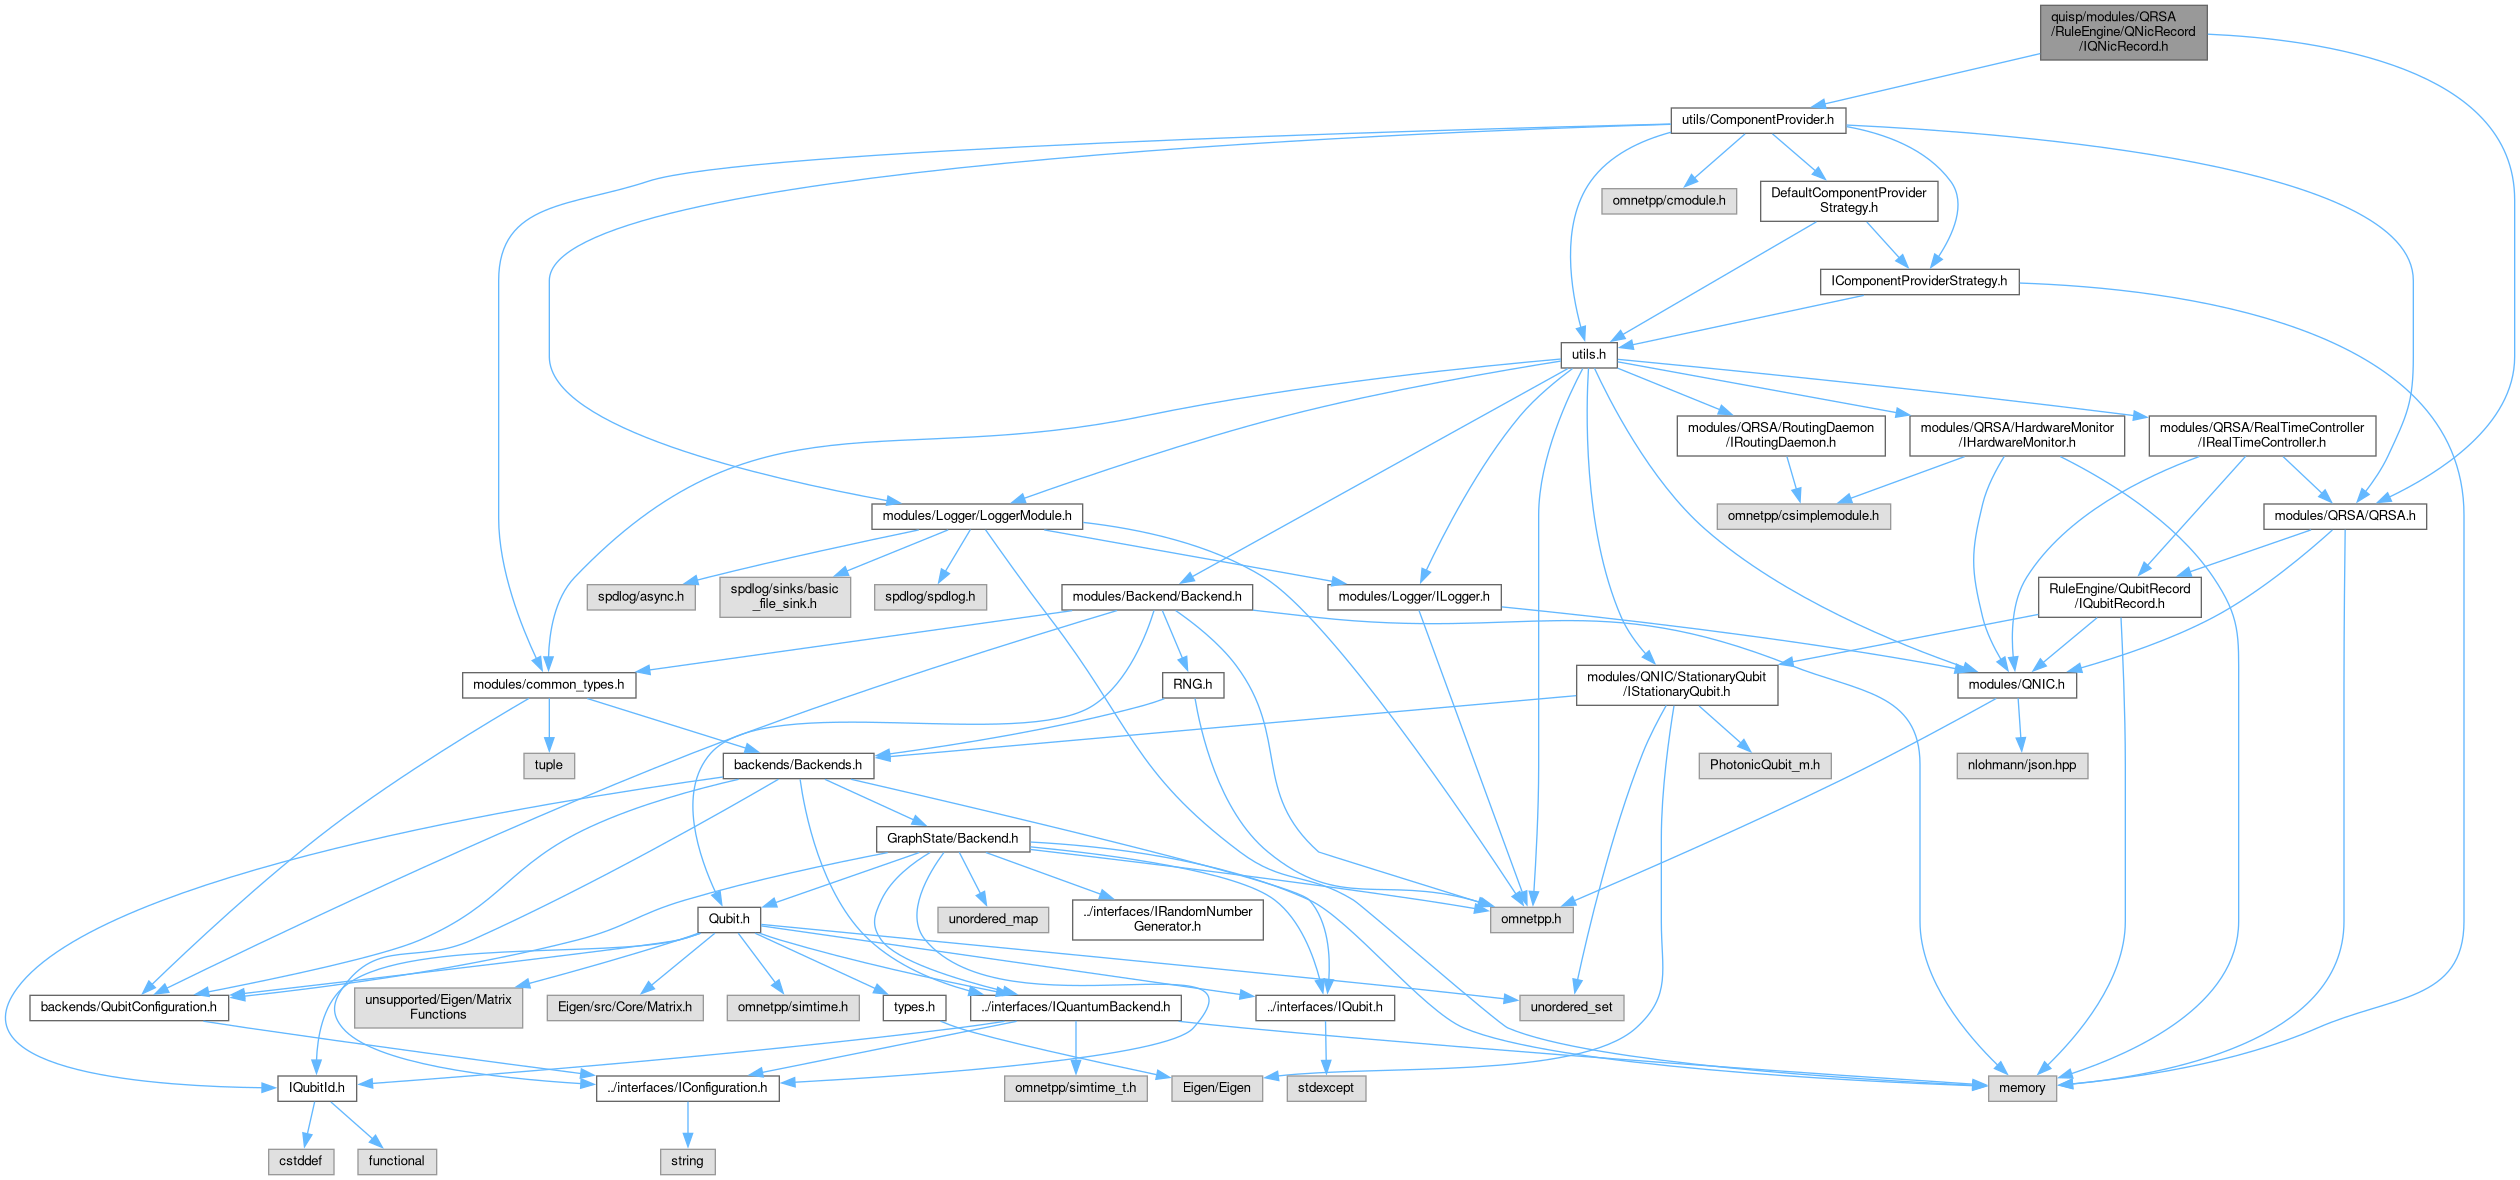 quisp/modules/QRSA
/RuleEngine/QNicRecord
/IQNicRecord.h
utils/ComponentProvider.h
omnetpp/cmodule.h
DefaultComponentProvider
Strategy.h
IComponentProviderStrategy.h
utils.h
modules/QRSA/RoutingDaemon
/IRoutingDaemon.h
modules/QRSA/HardwareMonitor
/IHardwareMonitor.h
modules/QRSA/RealTimeController
/IRealTimeController.h
modules/Logger/LoggerModule.h
omnetpp/csimplemodule.h
modules/QRSA/QRSA.h
spdlog/async.h
spdlog/sinks/basic
_file_sink.h
spdlog/spdlog.h
modules/Backend/Backend.h
modules/Logger/ILogger.h
RuleEngine/QubitRecord
/IQubitRecord.h
modules/common_types.h
RNG.h
modules/QNIC/StationaryQubit
/IStationaryQubit.h
modules/QNIC.h
tuple
backends/Backends.h
PhotonicQubit_m.h
nlohmann/json.hpp
GraphState/Backend.h
Qubit.h
unordered_map
../interfaces/IRandomNumber
Generator.h
omnetpp.h
backends/QubitConfiguration.h
unsupported/Eigen/Matrix
Functions
Eigen/src/Core/Matrix.h
omnetpp/simtime.h
types.h
../interfaces/IQuantumBackend.h
../interfaces/IQubit.h
unordered_set
IQubitId.h
../interfaces/IConfiguration.h
omnetpp/simtime_t.h
Eigen/Eigen
stdexcept
memory
cstddef
functional
string